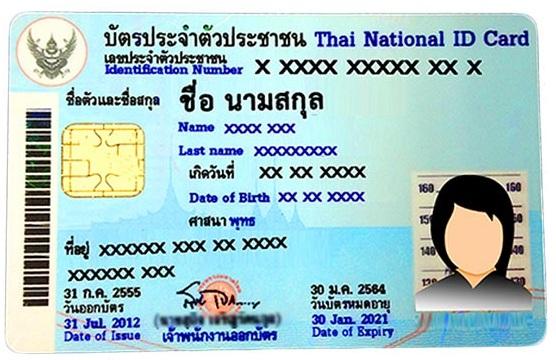 บัตรประจำตัวประชาชน Thai National ID Card
เลขประจำตัวประชาชน
Identification Number X XXXX XXXXX XX X
ชื่อตัวและชื่อสกุล ชื่อ นามสกุล
Name XXXX XXX
Last name XXXXXXXXX
เกิดวันที่ XX XX XXXX
Date of Birth XX XX XXXX
ศาสนา พุทธ
ที่อยู่ XXXXXX XXX XX XXXX
XXXXXXX XXX
160 160
150
140
130
31 ก.ค. 2555
วันออกบัตร
31 Jul. 2012
Date of Issue
เจ้าพนักงานออกบัตร
30 ม.ค. 2564
วันบัตรหมดอายุ
30 Jan. 2021
Date of Expiry